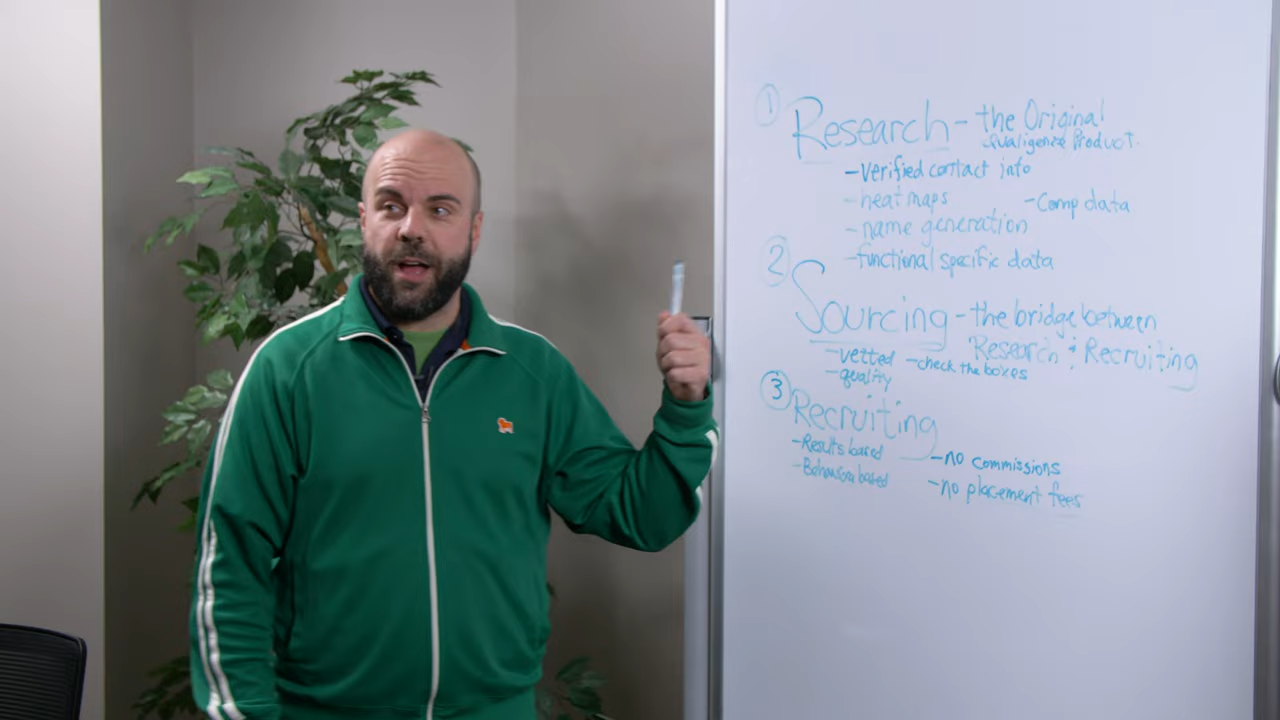 ① Research - the Original
Qualigence Product.
- verified contact info
- heat maps - Comp data
- name generation
- functional specific data
② Sourcing - the bridge between
Research & Recruiting
- vetted - check the boxes
- quality
③ Recruiting
- Results based - no commissions
- Behaviora based - no placement fees